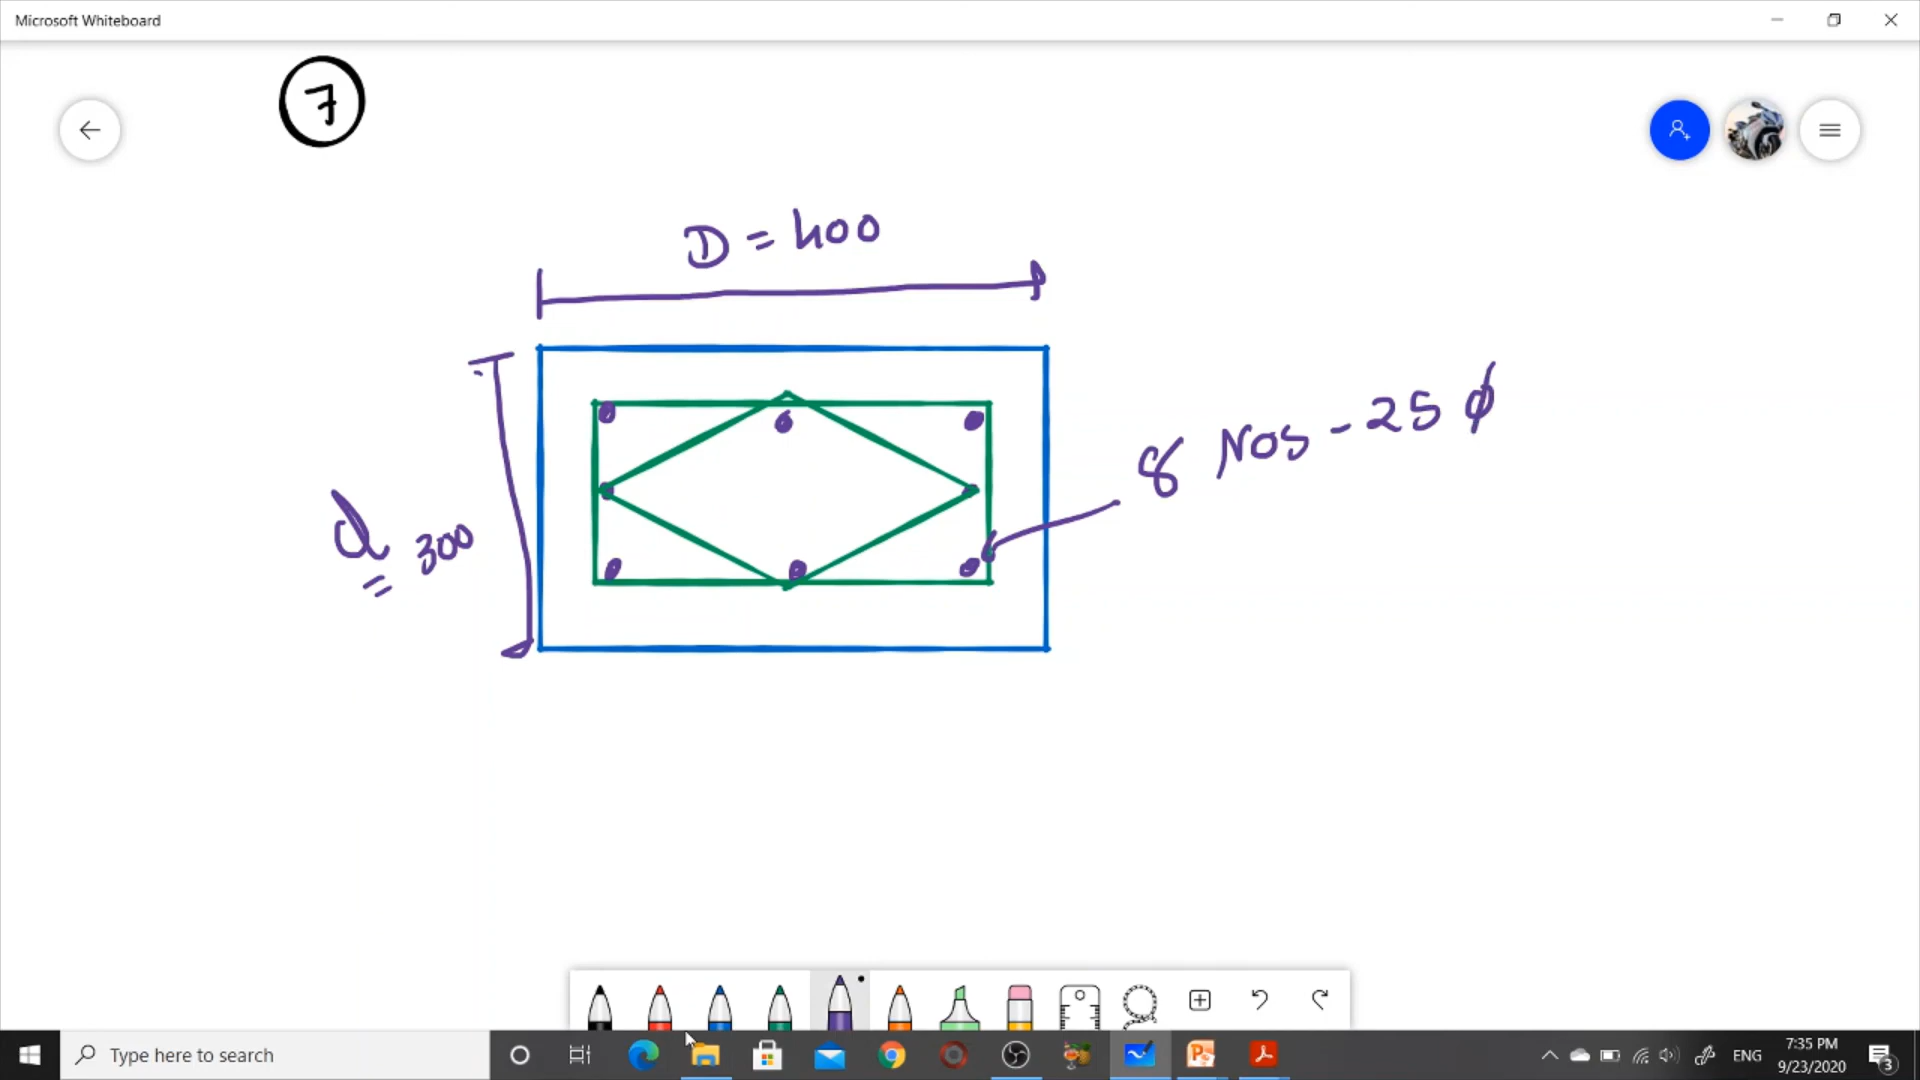 Microsoft Whiteboard
7
D = 400
d = 300
8 NOS - 25 ϕ
Type here to search
ENG
7:35 PM
9/23/2020
3